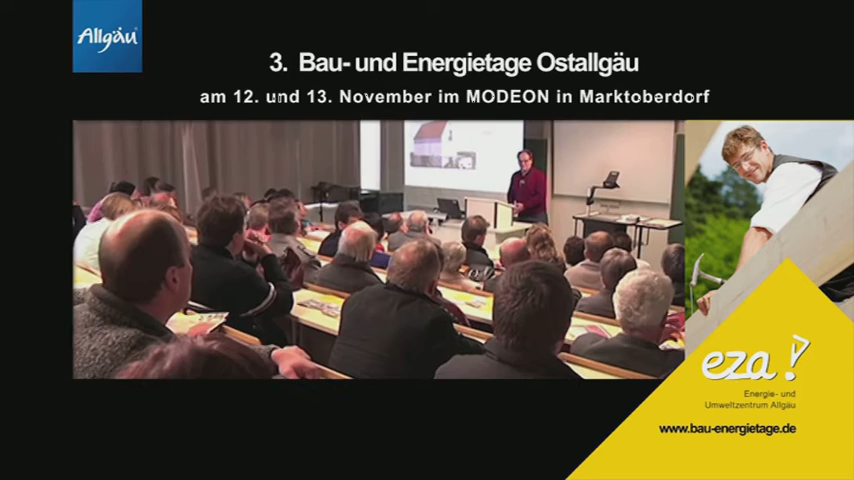 Allgäu
3. Bau- und Energietage Ostallgäu
am 12. und 13. November im MODEON in Marktoberdorf
eza!
Energie- und
Umweltzentrum Allgäu
www.bau-energietage.de